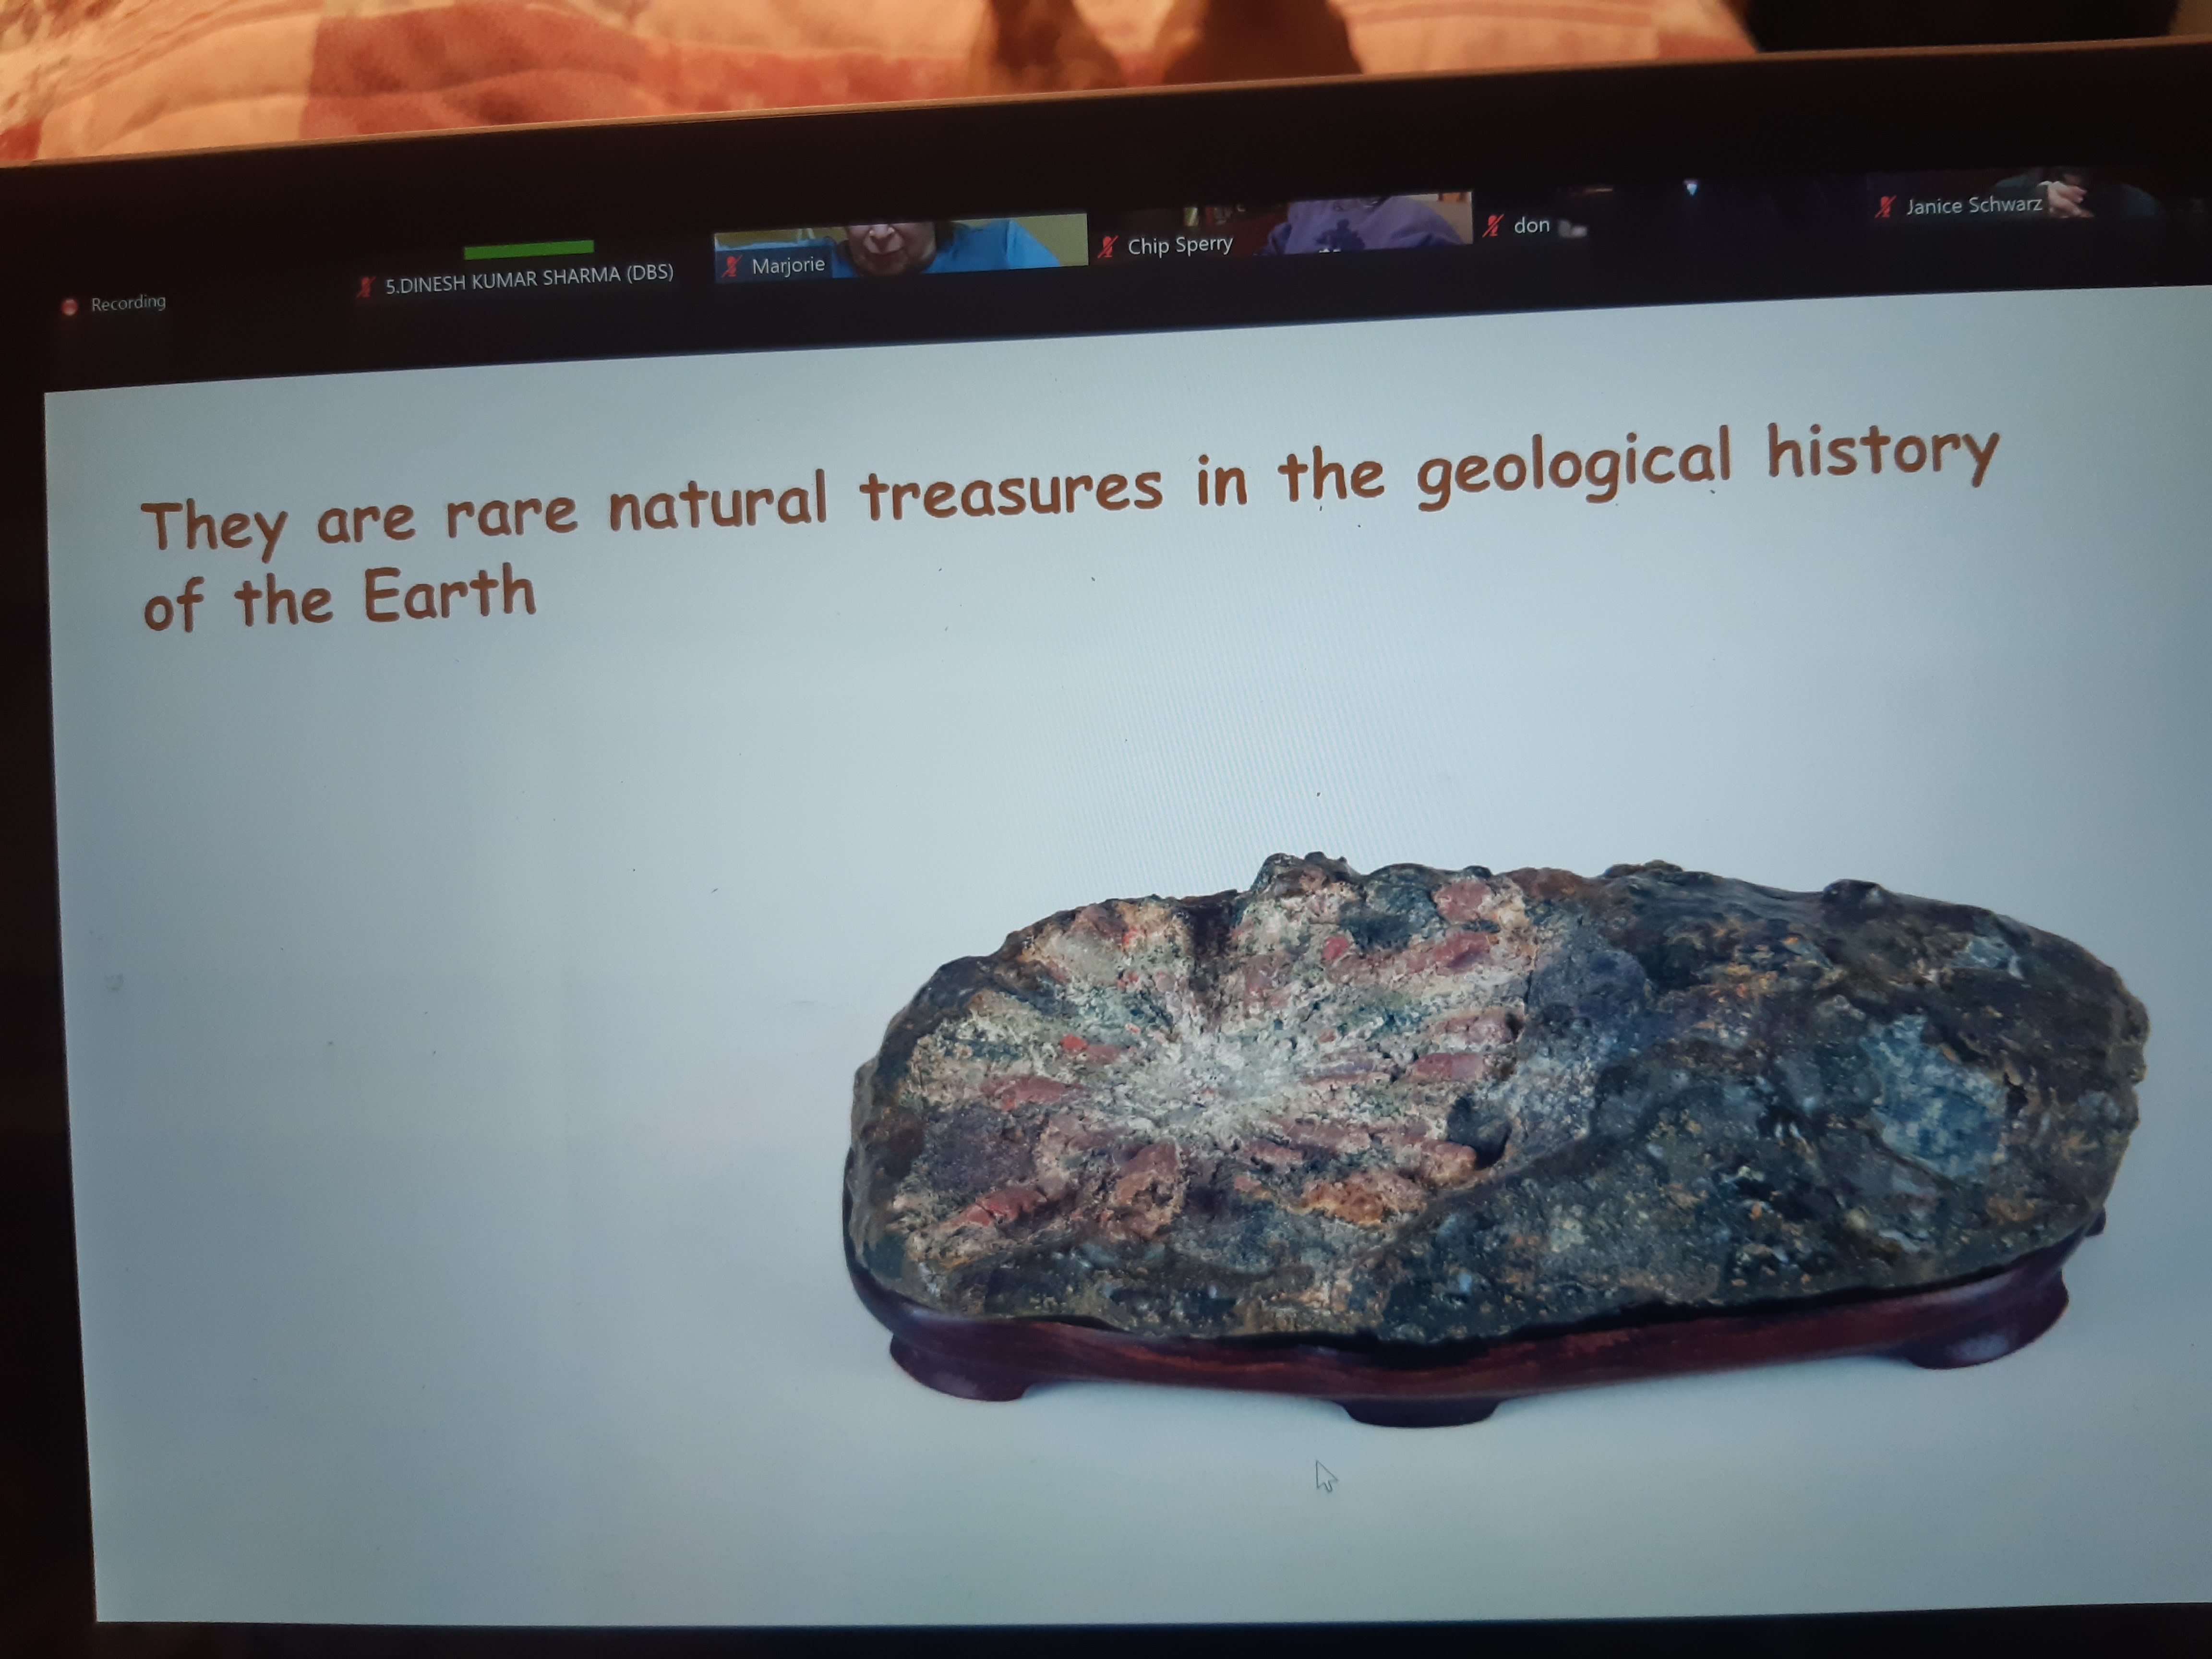 Recording
5.DINESH KUMAR SHARMA (DBS)
Marjorie
Chip Sperry
don
Janice Schwarz
They are rare natural treasures in the geological history
of the Earth